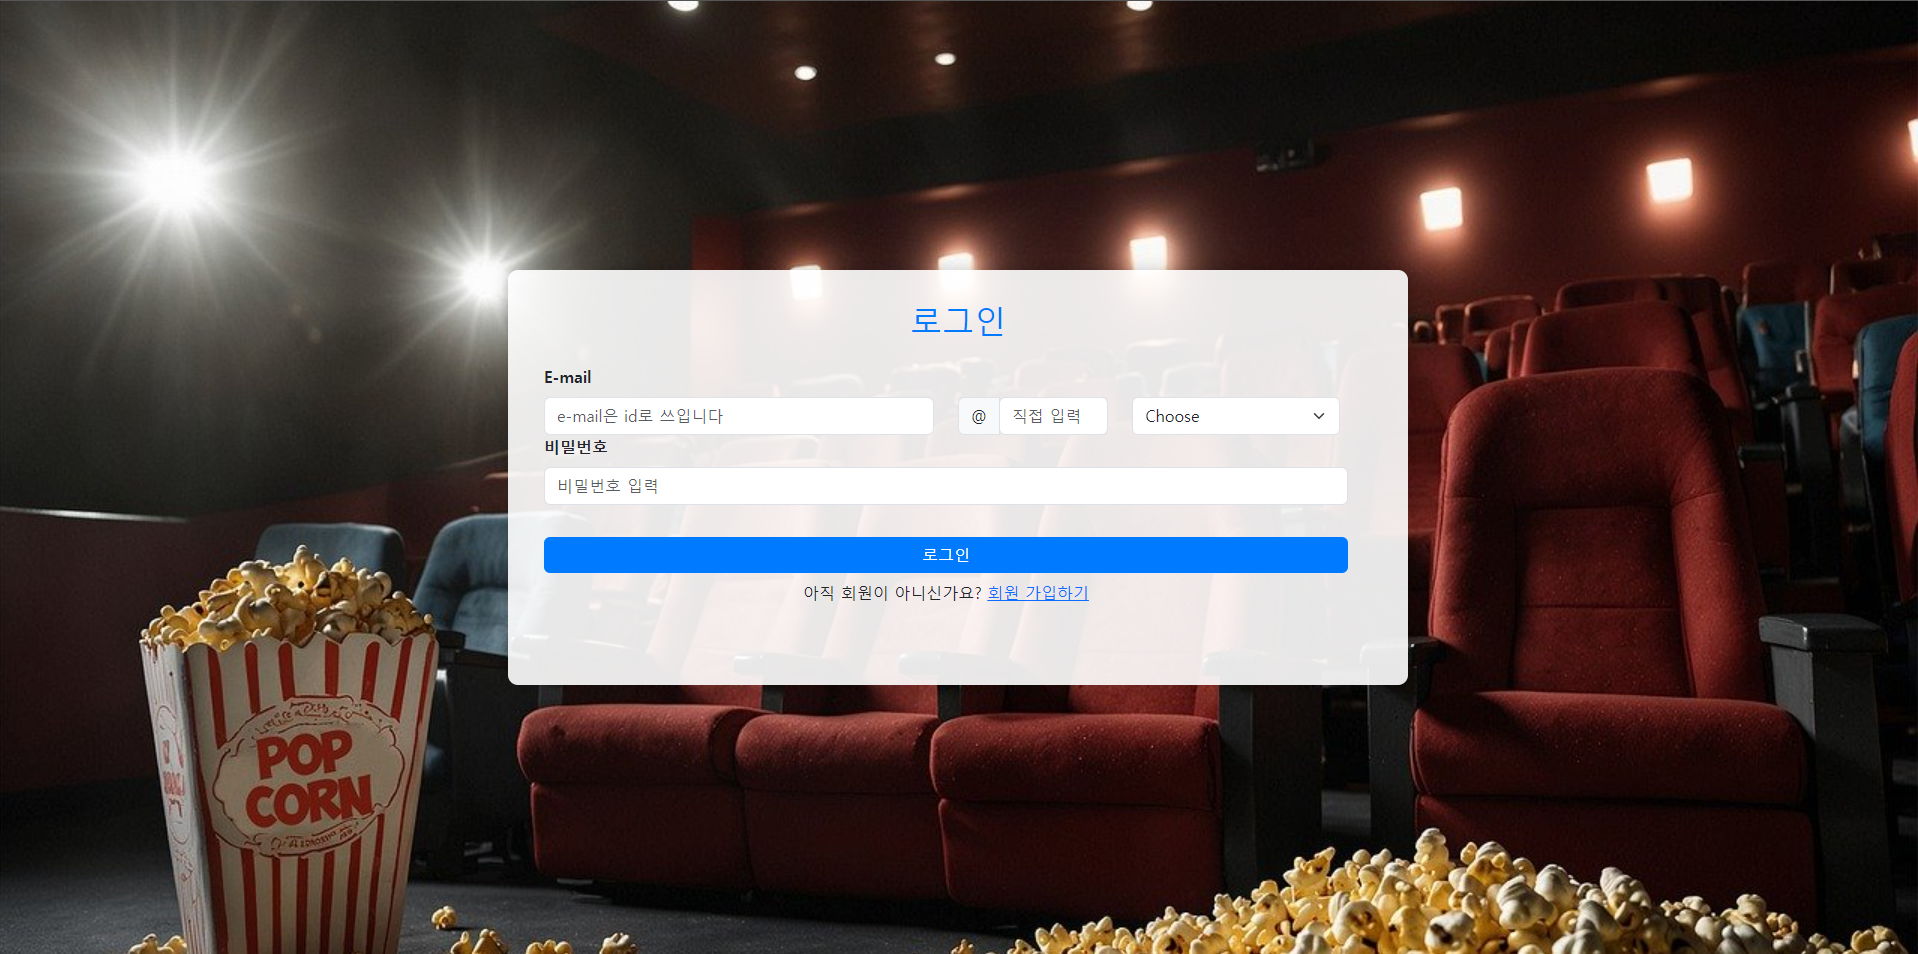 로그인
E-mail
e-mail은 id로 쓰입니다 @ 직접 입력 Choose
비밀번호
비밀번호 입력
로그인
아직 회원이 아니신가요? 회원 가입하기
POP
CORN